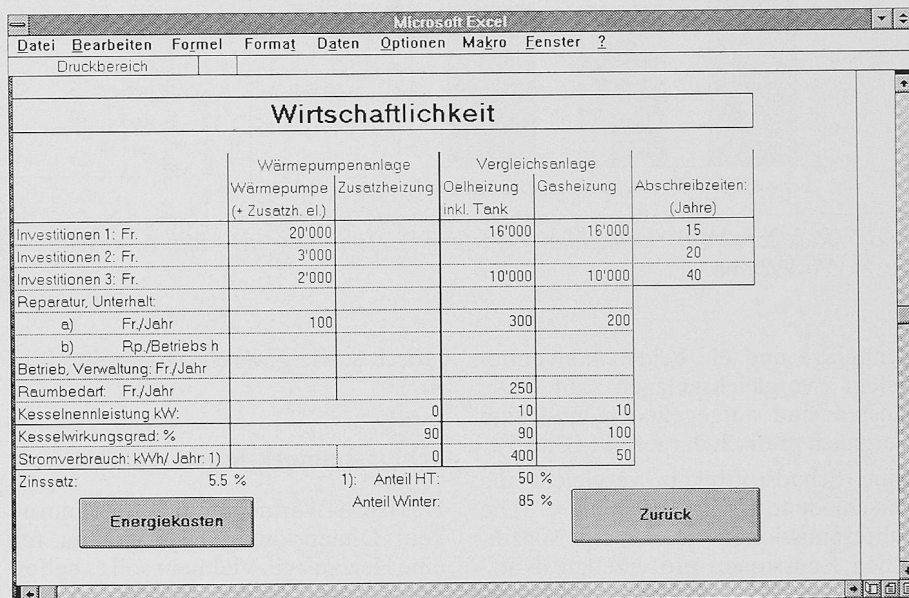 Microsoft Excel
Datei Bearbeiten Formel Format Daten Optionen Makro Fenster ?
Druckbereich
Wirtschaftlichkeit
Wärmepumpenanlage Vergleichsanlage
Wärmepumpe Zusatzheizung Oelheizung Gasheizung Abschreibzeiten:
(+ Zusatzh. el.) inkl. Tank (Jahre)
Investitionen 1: Fr. 20'000 16'000 16'000 15
Investitionen 2: Fr. 3'000 20
Investitionen 3: Fr. 2'000 10'000 10'000 40
Reparatur, Unterhalt:
a) Fr./Jahr 100 300 200
b) Rp./Betriebs h
Betrieb, Verwaltung: Fr./Jahr
Raumbedarf: Fr./Jahr 250
Kesselnennleistung kW: 0 10 10
Kesselwirkungsgrad: % 90 90 100
Stromverbrauch: kWh/ Jahr: 1) 0 400 50
Zinssatz: 5.5 % 1): Anteil HT: 50 %
Anteil Winter: 85 %
Energiekosten Zurück